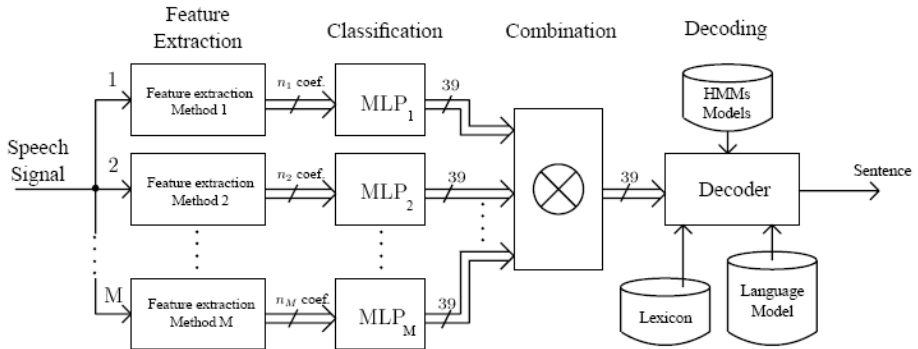 Feature
Extraction
Classification
Combination
Decoding
Speech
Signal
1
Feature extraction
Method 1
n₁ coef.
MLP₁
39
2
Feature extraction
Method 2
n₂ coef.
MLP₂
39
M
Feature extraction
Method M
n_M coef.
MLP_M
39
39
HMMs
Models
Decoder
Sentence
Lexicon
Language
Model